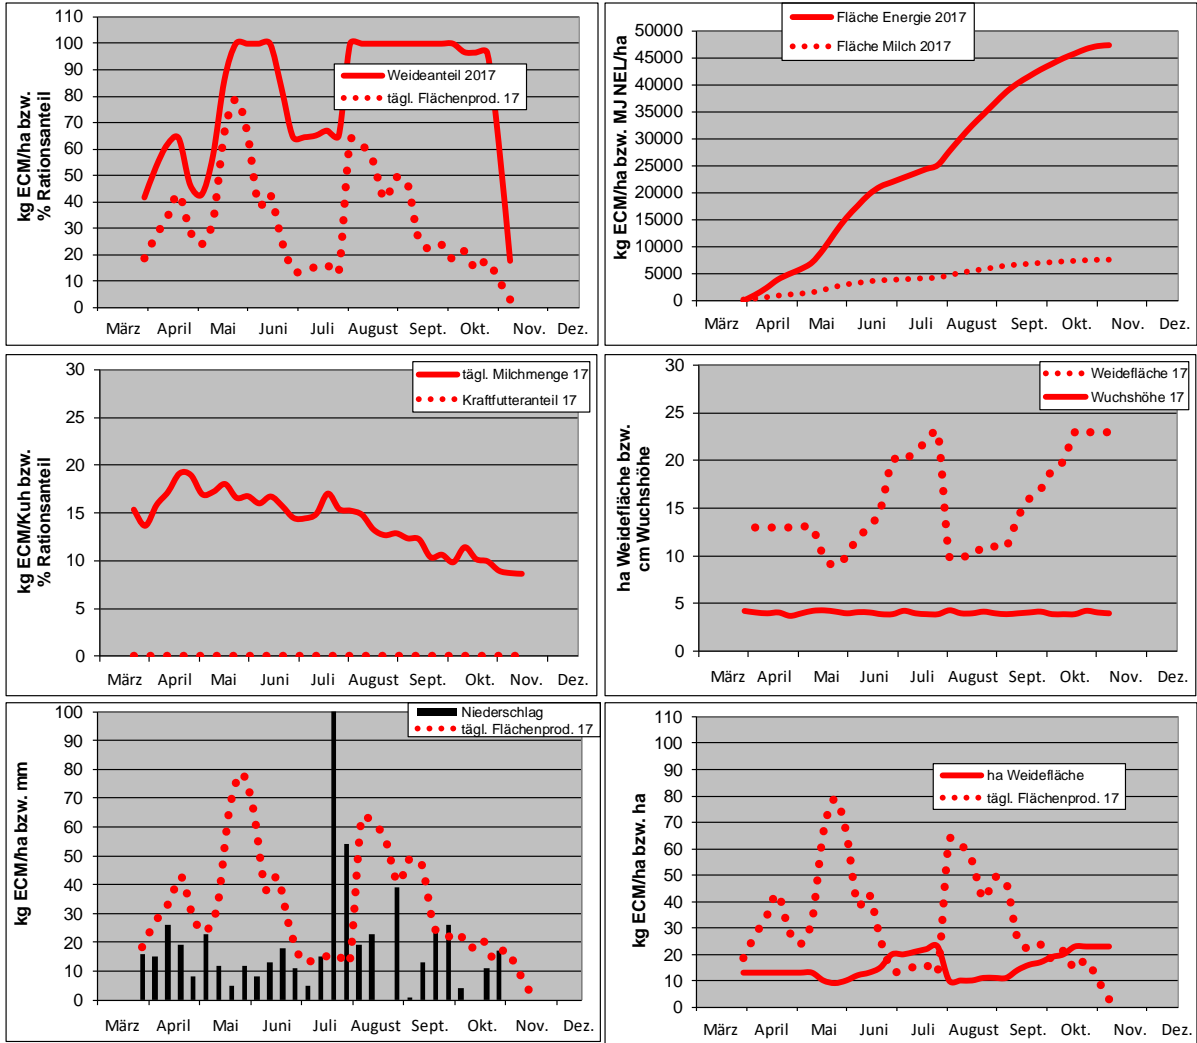 kg ECM/ha bzw.
% Rationsanteil
110
100
90
80
70
60
50
40
30
20
10
0
Weideanteil 2017
tägl. Flächenprod. 17
März April Mai Juni Juli August Sept. Okt. Nov. Dez.
kg ECM/ha bzw. MJ NEL/ha
Fläche Energie 2017
Fläche Milch 2017
50000
45000
40000
35000
30000
25000
20000
15000
10000
5000
0
März April Mai Juni Juli August Sept. Okt. Nov. Dez.
kg ECM/Kuh bzw.
% Rationsanteil
30
25
20
15
10
5
0
tägl. Milchmenge 17
Kraftfutteranteil 17
März April Mai Juni Juli August Sept. Okt. Nov. Dez.
ha Weidefläche bzw.
cm Wuchshöhe
30
25
20
15
10
5
0
Weidefläche 17
Wuchshöhe 17
März April Mai Juni Juli August Sept. Okt. Nov. Dez.
kg ECM/ha bzw. mm
100
90
80
70
60
50
40
30
20
10
0
Niederschlag
tägl. Flächenprod. 17
März April Mai Juni Juli August Sept. Okt. Nov. Dez.
kg ECM/ha bzw. ha
110
100
90
80
70
60
50
40
30
20
10
0
ha Weidefläche
tägl. Flächenprod. 17
März April Mai Juni Juli August Sept. Okt. Nov. Dez.